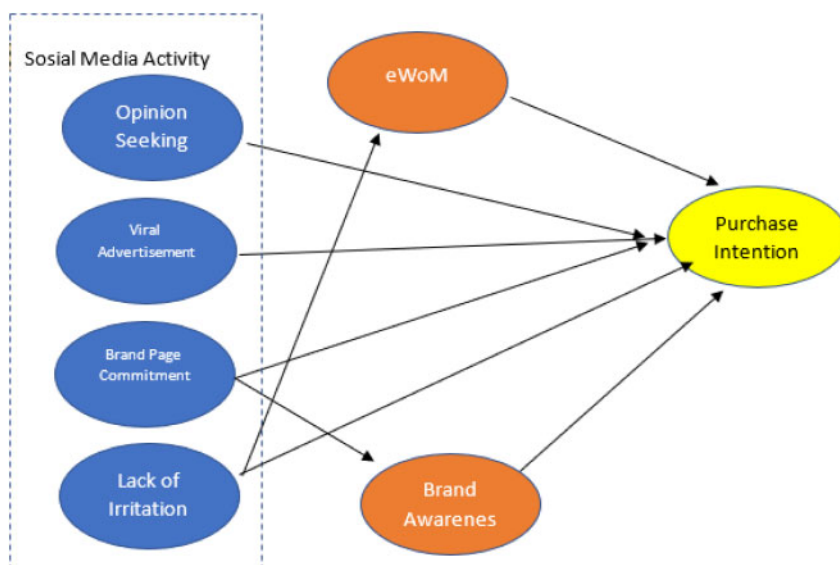 Sosial Media Activity
Opinion
Seeking
Viral
Advertisement
Brand Page
Commitment
Lack of
Irritation
eWoM
Brand
Awarenes
Purchase
Intention